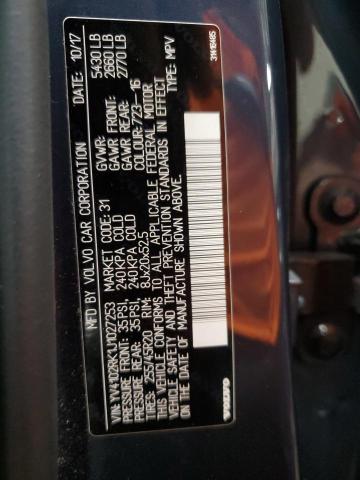 MFD. BY VOLVO CAR CORPORATION DATE: 10/17
GVWR: 5430 LB
GAWR FRONT: 2660 LB
GAWR REAR: 2770 LB
MARKET CODE: 31 COLOUR: 723 - 16
PRESSURE FRONT: 35PSI, 240KPA COLD
PRESSURE REAR: 35PSI, 240KPA COLD
TIRES: 255/45R20 RIM: 8Jx20x52.5
THIS VEHICLE CONFORMS TO ALL APPLICABLE FEDERAL MOTOR
VEHICLE SAFETY AND THEFT PREVENTION STANDARDS IN EFFECT
ON THE DATE OF MANUFACTURE SHOWN ABOVE.
TYPE: MPV
VOLVO
31416485